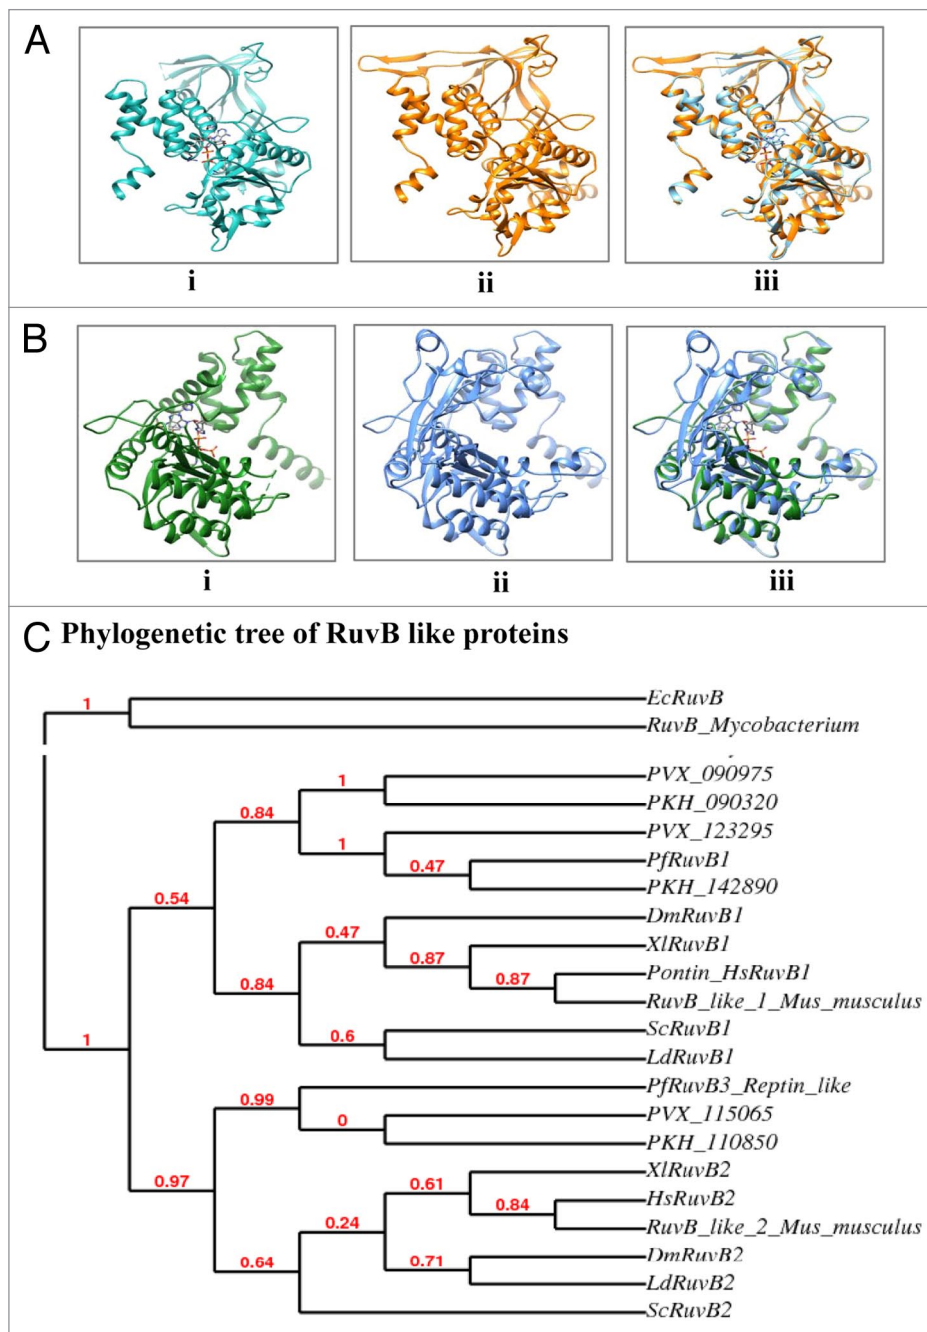 A
i
ii
iii
B
i
ii
iii
C Phylogenetic tree of RuvB like proteins
1
EcRuvB
RuvB_Mycobacterium
PVX_090975
1
PKH_090320
0.84
PVX_123295
1
PfRuvB1
0.47
PKH_142890
0.54
DmRuvB1
0.47
XlRuvB1
0.87
Pontin_HsRuvB1
0.87
RuvB_like_1_Mus_musculus
0.84
ScRuvB1
0.6
LdRuvB1
1
PfRuvB3_Reptin_like
0.99
PVX_115065
0
PKH_110850
0.97
XlRuvB2
0.61
HsRuvB2
0.84
RuvB_like_2_Mus_musculus
0.24
DmRuvB2
0.71
LdRuvB2
0.64
ScRuvB2